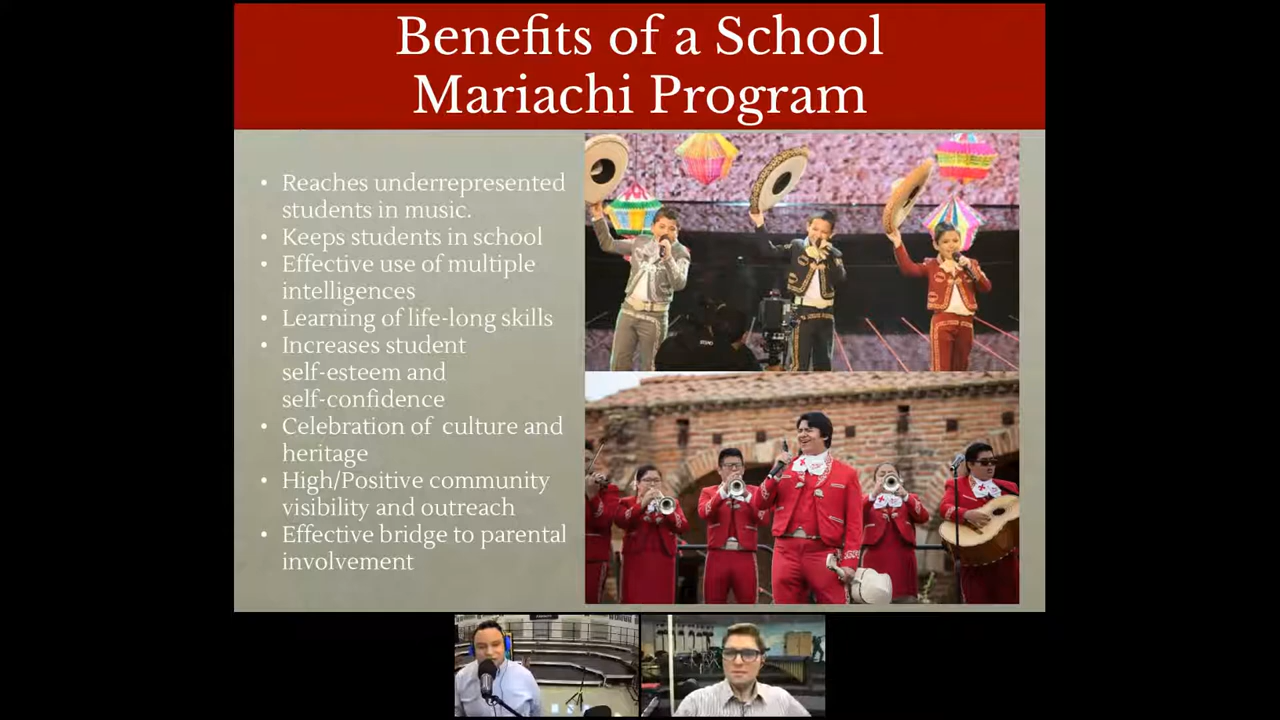 Benefits of a School
Mariachi Program
• Reaches underrepresented
students in music.
• Keeps students in school
• Effective use of multiple
intelligences
• Learning of life-long skills
• Increases student
self-esteem and
self-confidence
• Celebration of culture and
heritage
• High/Positive community
visibility and outreach
• Effective bridge to parental
involvement